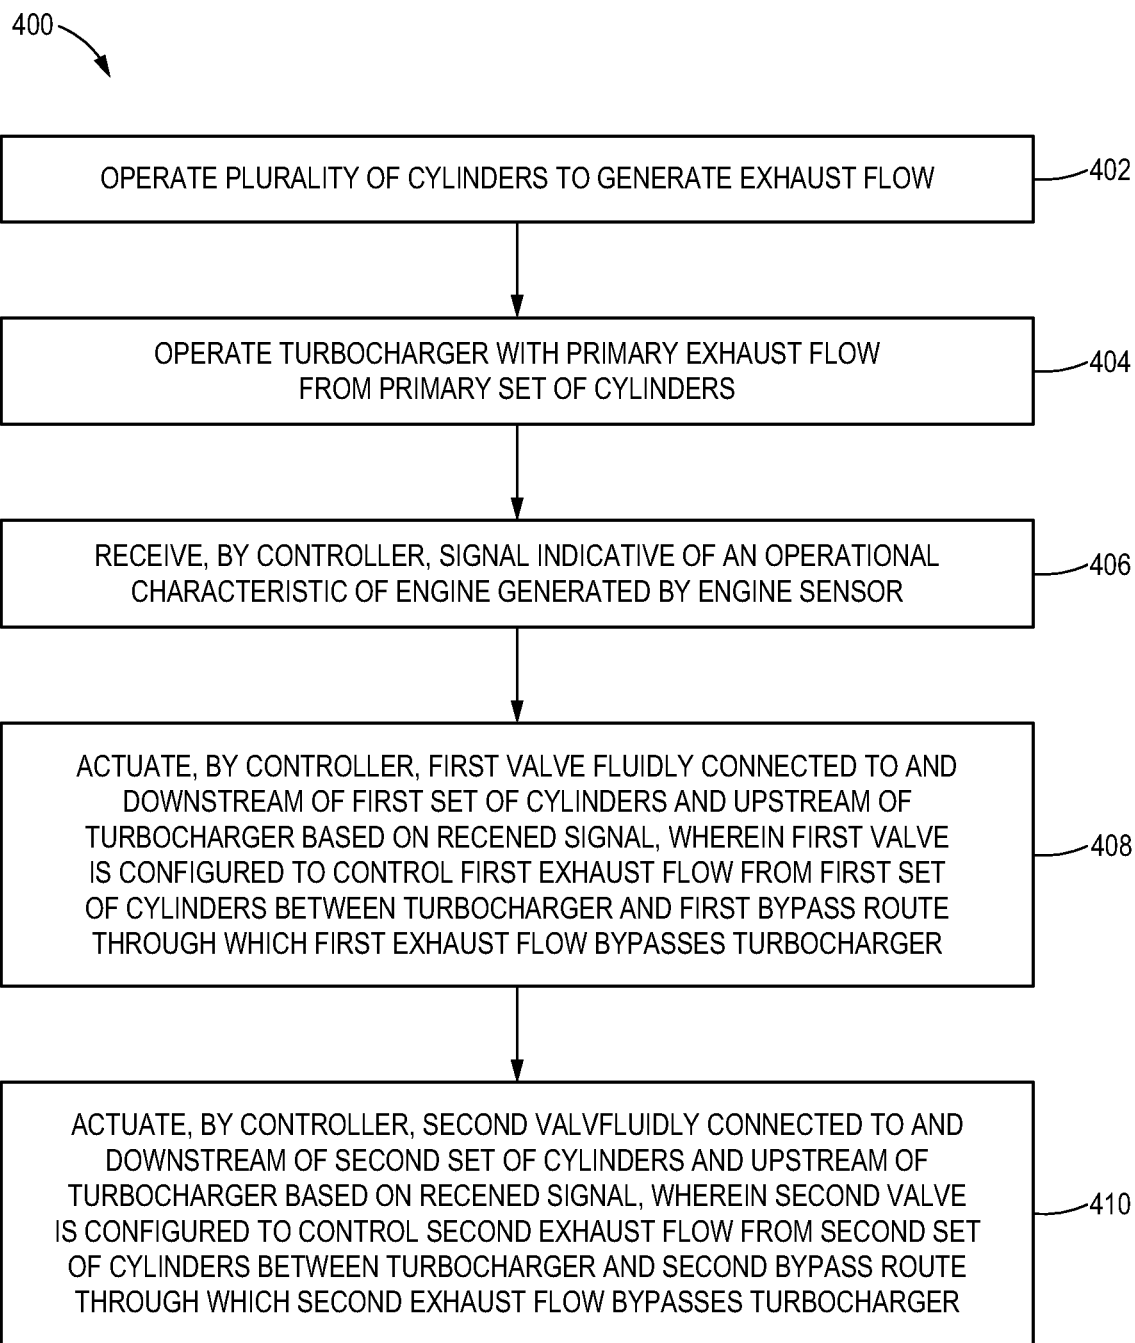 400
OPERATE PLURALITY OF CYLINDERS TO GENERATE EXHAUST FLOW
402
OPERATE TURBOCHARGER WITH PRIMARY EXHAUST FLOW
FROM PRIMARY SET OF CYLINDERS
404
RECEIVE, BY CONTROLLER, SIGNAL INDICATIVE OF AN OPERATIONAL
CHARACTERISTIC OF ENGINE GENERATED BY ENGINE SENSOR
406
ACTUATE, BY CONTROLLER, FIRST VALVE FLUIDLY CONNECTED TO AND
DOWNSTREAM OF FIRST SET OF CYLINDERS AND UPSTREAM OF
TURBOCHARGER BASED ON RECENED SIGNAL, WHEREIN FIRST VALVE
IS CONFIGURED TO CONTROL FIRST EXHAUST FLOW FROM FIRST SET
OF CYLINDERS BETWEEN TURBOCHARGER AND FIRST BYPASS ROUTE
THROUGH WHICH FIRST EXHAUST FLOW BYPASSES TURBOCHARGER
408
ACTUATE, BY CONTROLLER, SECOND VALVFLUIDLY CONNECTED TO AND
DOWNSTREAM OF SECOND SET OF CYLINDERS AND UPSTREAM OF
TURBOCHARGER BASED ON RECENED SIGNAL, WHEREIN SECOND VALVE
IS CONFIGURED TO CONTROL SECOND EXHAUST FLOW FROM SECOND SET
OF CYLINDERS BETWEEN TURBOCHARGER AND SECOND BYPASS ROUTE
THROUGH WHICH SECOND EXHAUST FLOW BYPASSES TURBOCHARGER
410